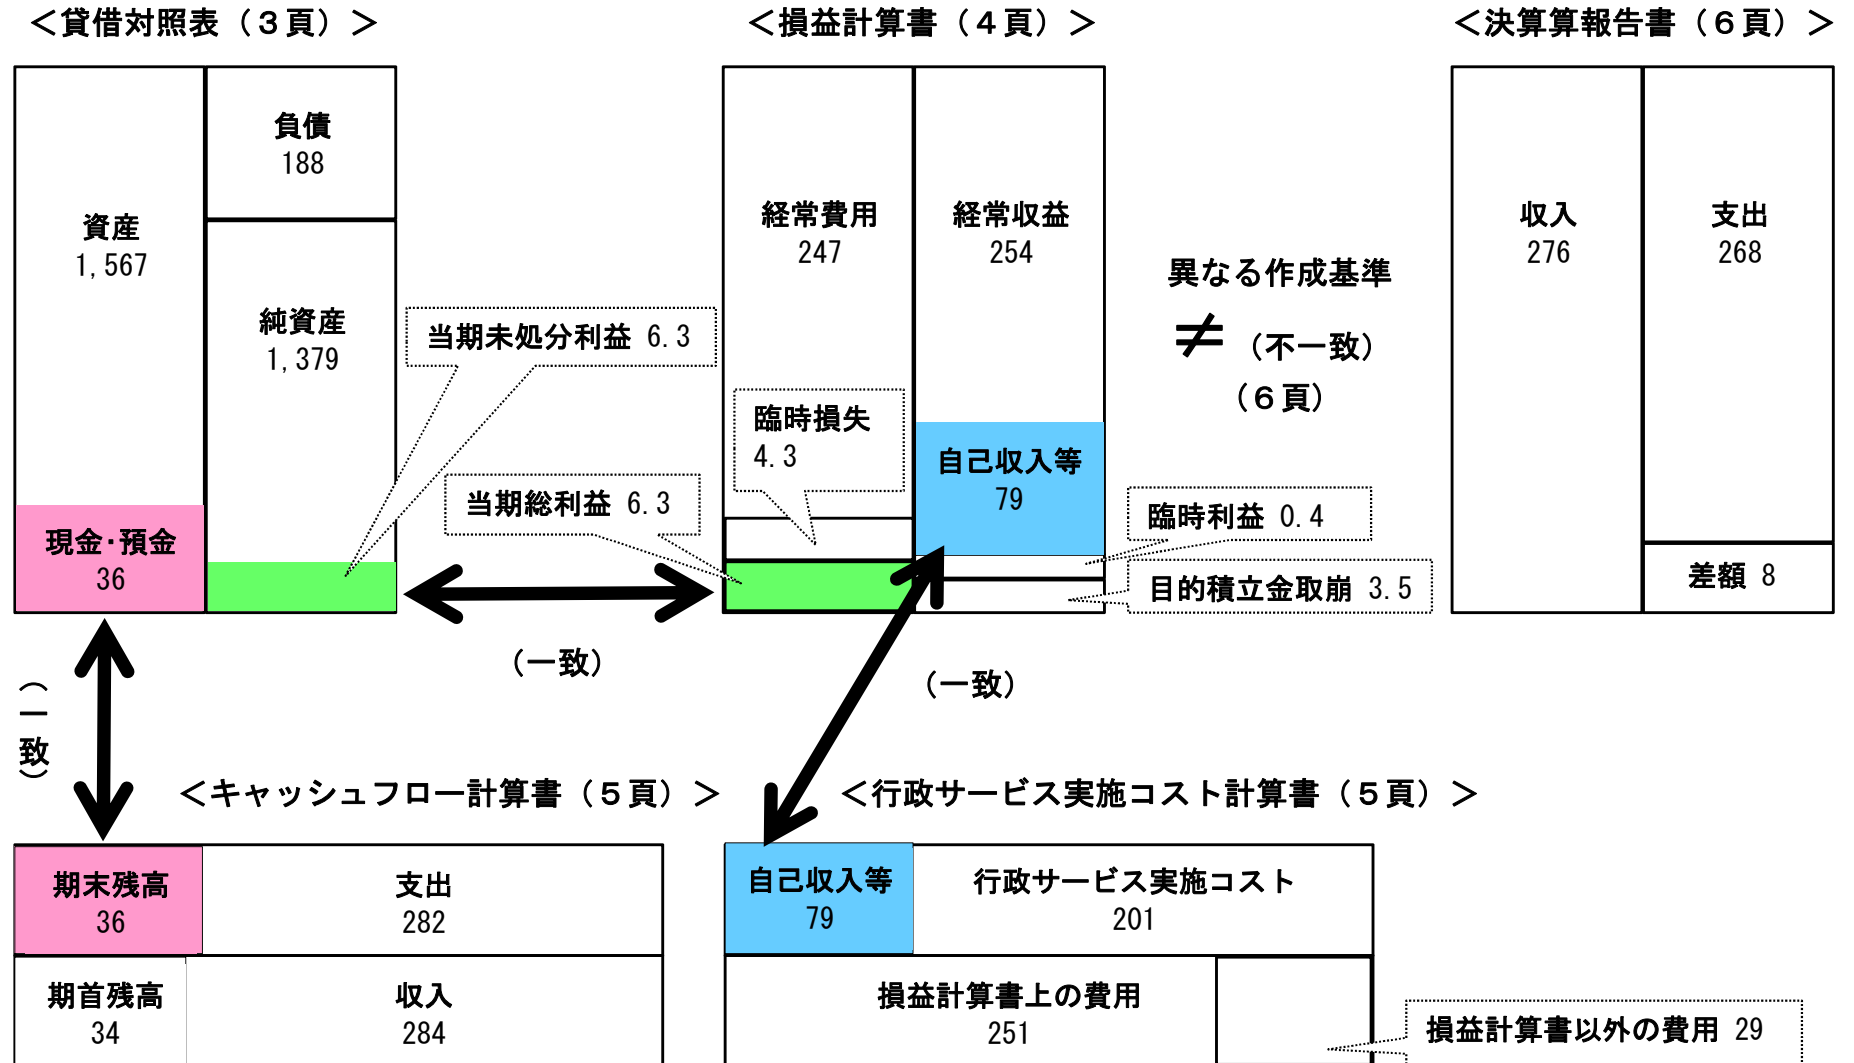 ＜貸借対照表（３頁）＞
資産
1,567
現金・預金
36
負債
188
純資産
1,379
当期未処分利益 6.3
（一致）
＜損益計算書（４頁）＞
経常費用
247
臨時損失
4.3
当期総利益 6.3
経常収益
254
自己収入等
79
臨時利益 0.4
目的積立金取崩 3.5
異なる作成基準
≠（不一致）
（６頁）
＜決算算報告書（６頁）＞
収入
276
支出
268
差額 8
（一致）
（一致）
＜キャッシュフロー計算書（５頁）＞
期末残高
36
支出
282
期首残高
34
収入
284
＜行政サービス実施コスト計算書（５頁）＞
自己収入等
79
行政サービス実施コスト
201
損益計算書上の費用
251
損益計算書以外の費用 29